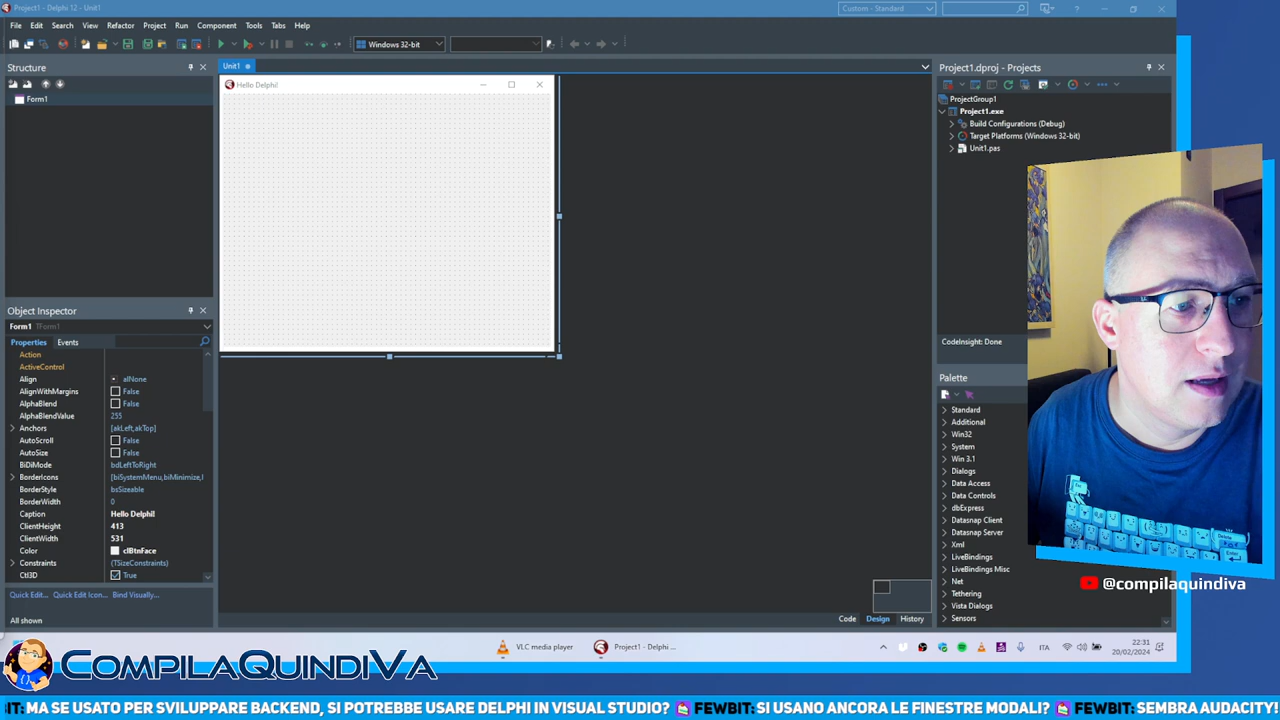 Project1 - Delphi 12 - Unit1
Custom - Standard
File Edit Search View Refactor Project Run Component Tools Tabs Help
Windows 32-bit
Structure
Form1
Unit1
Hello Delphi!
Project1.dproj - Projects
ProjectGroup1
Project1.exe
Build Configurations (Debug)
Target Platforms (Windows 32-bit)
Unit1.pas
CodeInsight: Done
Object Inspector
Form1 TForm1
Properties Events
Action
ActiveControl
Align alNone
AlignWithMargins False
AlphaBlend False
AlphaBlendValue 255
Anchors [akLeft,akTop]
AutoScroll False
AutoSize False
BiDiMode bdLeftToRight
BorderIcons [biSystemMenu,biMinimize,
BorderStyle bsSizeable
BorderWidth 0
Caption Hello Delphi!
ClientHeight 413
ClientWidth 531
Color clBtnFace
Constraints (TSizeConstraints)
Ctl3D True
Quick Edit... Quick Edit Icon... Bind Visually...
All shown
Palette
Standard
Additional
Win32
System
Win 3.1
Dialogs
Data Access
Data Controls
dbExpress
Datasnap Client
Datasnap Server
Xml
LiveBindings
LiveBindings Misc
Net
Tethering
Vista Dialogs
Sensors
Code Design History
Esc
Delete
Enter
@compilaquindiva
VLC media player
Project1 - Delphi ...
ITA
22:31
20/02/2024
COMPILAQUINDIVA
BIT: MA SE USATO PER SVILUPPARE BACKEND, SI POTREBBE USARE DELPHI IN VISUAL STUDIO? FEWBIT: SI USANO ANCORA LE FINESTRE MODALI? FEWBIT: SEMBRA AUDACITY!